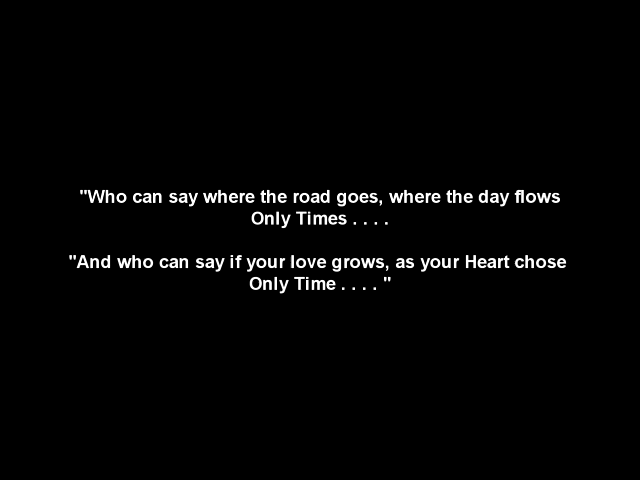 "Who can say where the road goes, where the day flows
Only Times . . . .
"And who can say if your love grows, as your Heart chose
Only Time . . . . "